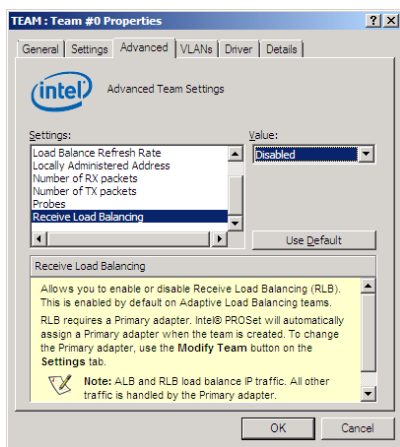 TEAM : Team #0 Properties
General Settings Advanced VLANs Driver Details
intel® Advanced Team Settings
Settings: Value:
Load Balance Refresh Rate Disabled
Locally Administered Address
Number of RX packets
Number of TX packets
Probes
Receive Load Balancing
Use Default
Receive Load Balancing
Allows you to enable or disable Receive Load Balancing (RLB).
This is enabled by default on Adaptive Load Balancing teams.
RLB requires a Primary adapter. Intel® PROSet will automatically
assign a Primary adapter when the team is created. To change
the Primary adapter, use the Modify Team button on the
Settings tab.
Note: ALB and RLB load balance IP traffic. All other
traffic is handled by the Primary adapter.
OK Cancel